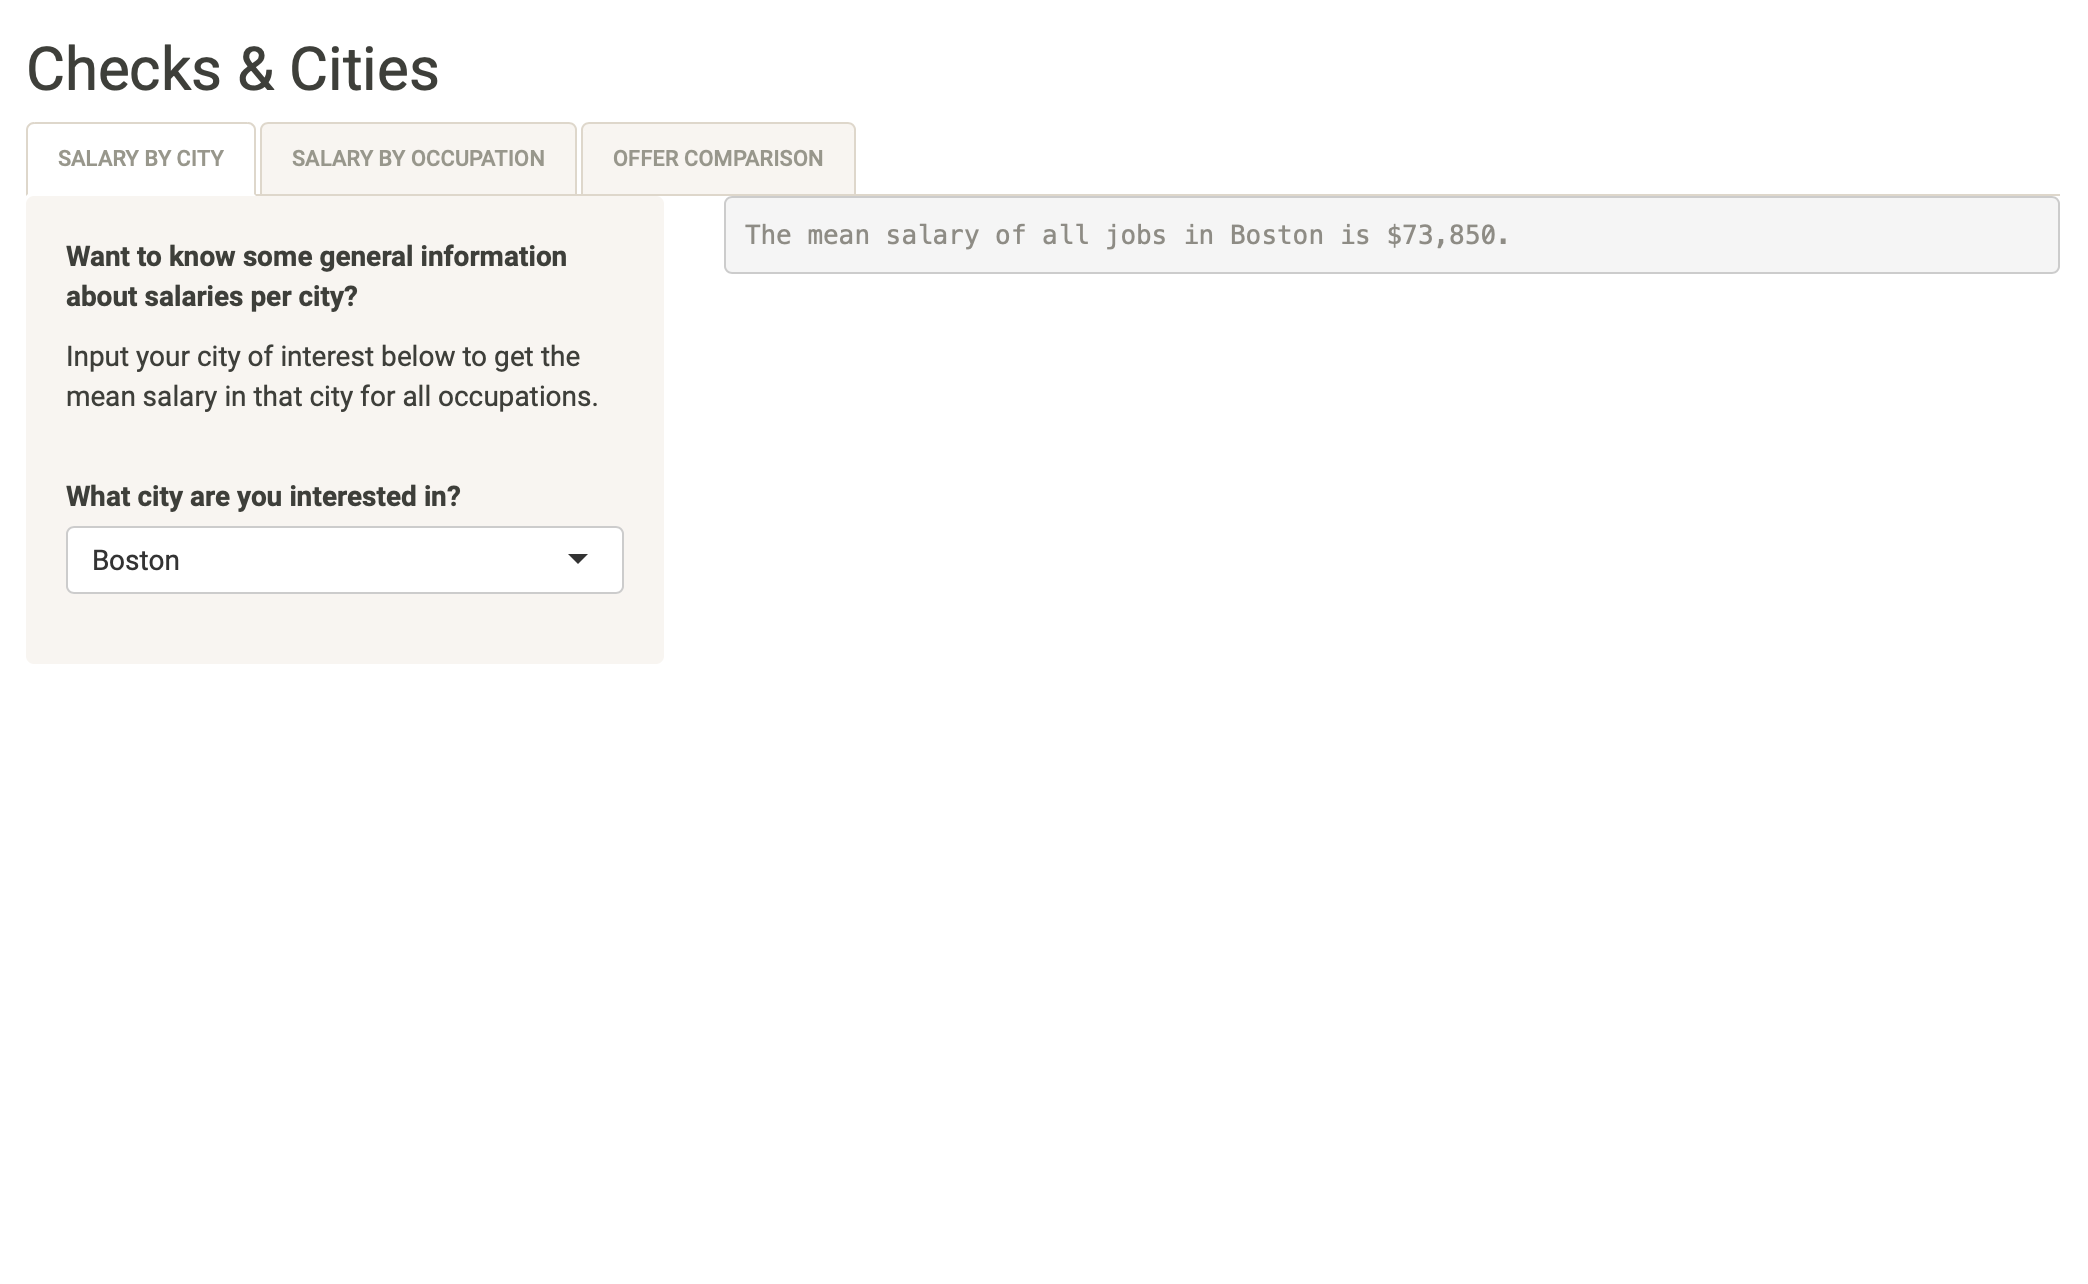 Checks & Cities
SALARY BY CITY
SALARY BY OCCUPATION
OFFER COMPARISON
Want to know some general information
about salaries per city?
Input your city of interest below to get the
mean salary in that city for all occupations.
What city are you interested in?
Boston
The mean salary of all jobs in Boston is $73,850.